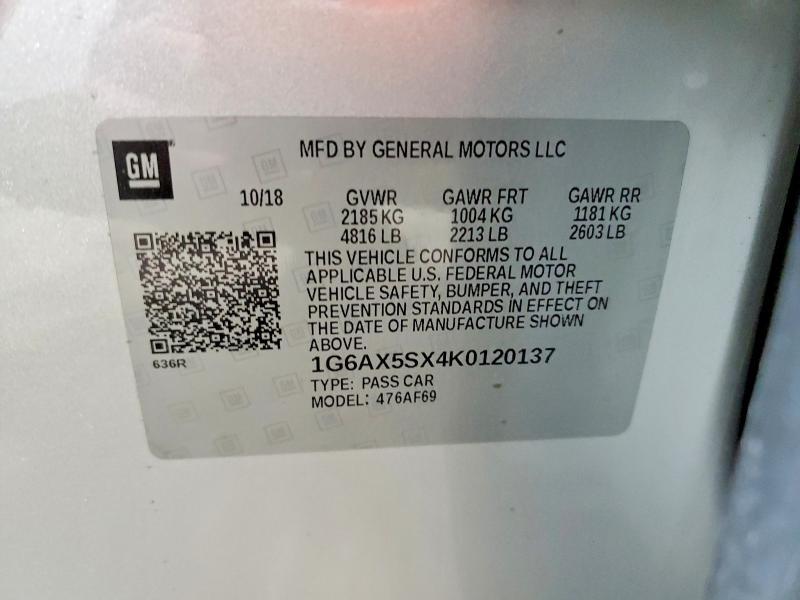 GM
MFD BY GENERAL MOTORS LLC
10/18 GVWR GAWR FRT GAWR RR
2185 KG 1004 KG 1181 KG
4816 LB 2213 LB 2603 LB
THIS VEHICLE CONFORMS TO ALL
APPLICABLE U.S. FEDERAL MOTOR
VEHICLE SAFETY, BUMPER, AND THEFT
PREVENTION STANDARDS IN EFFECT ON
THE DATE OF MANUFACTURE SHOWN
ABOVE.
636R
1G6AX5SX4K0120137
TYPE: PASS CAR
MODEL: 476AF69